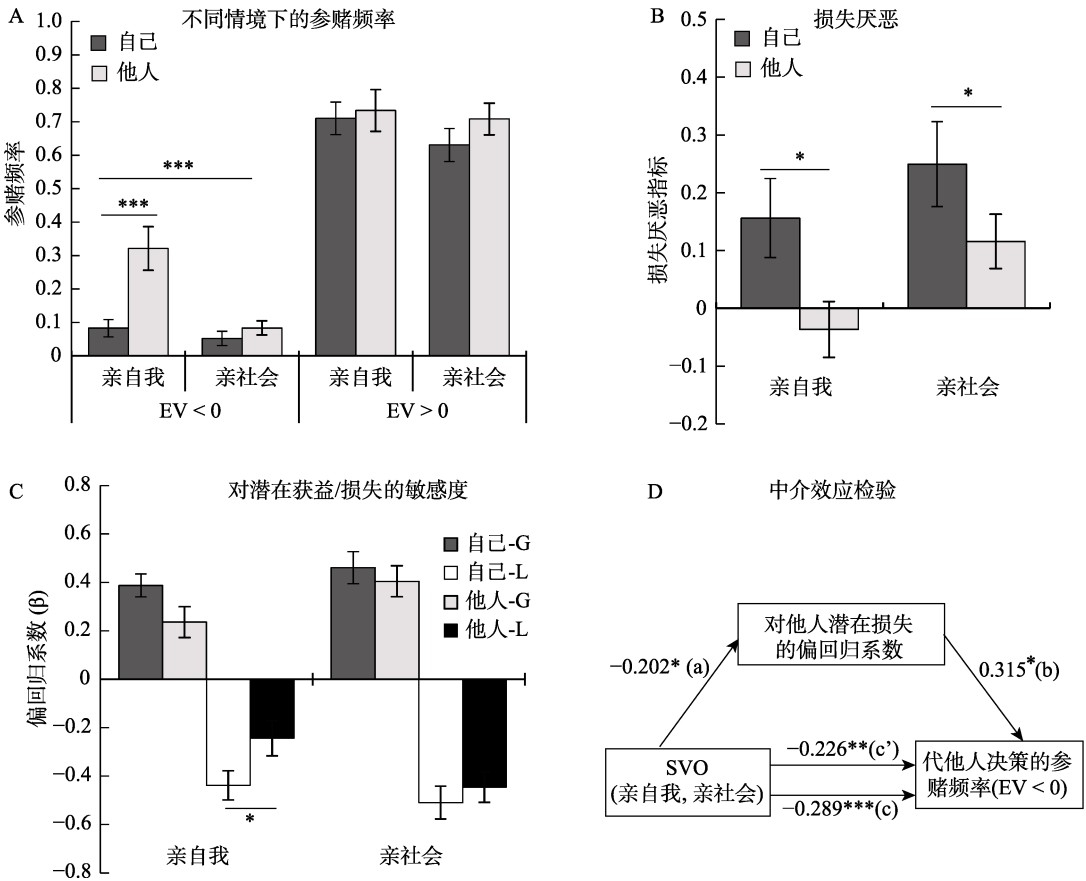 A
不同情境下的参赌频率
自己
他人
参赌频率
1.0
0.9
0.8
0.7
0.6
0.5
0.4
0.3
0.2
0.1
0
***
***
亲自我
亲社会
亲自我
亲社会
EV < 0
EV > 0
B
损失厌恶
自己
他人
损失厌恶指标
0.5
0.4
0.3
0.2
0.1
0
−0.1
−0.2
*
*
亲自我
亲社会
C
对潜在获益/损失的敏感度
自己-G
自己-L
他人-G
他人-L
偏回归系数 (β)
0.8
0.6
0.4
0.2
0
−0.2
−0.4
−0.6
−0.8
*
亲自我
亲社会
D
中介效应检验
对他人潜在损失
的偏回归系数
−0.202* (a)
0.315*(b)
SVO
(亲自我, 亲社会)
−0.226**(c’)
−0.289***(c)
代他人决策的参
赌频率(EV < 0)